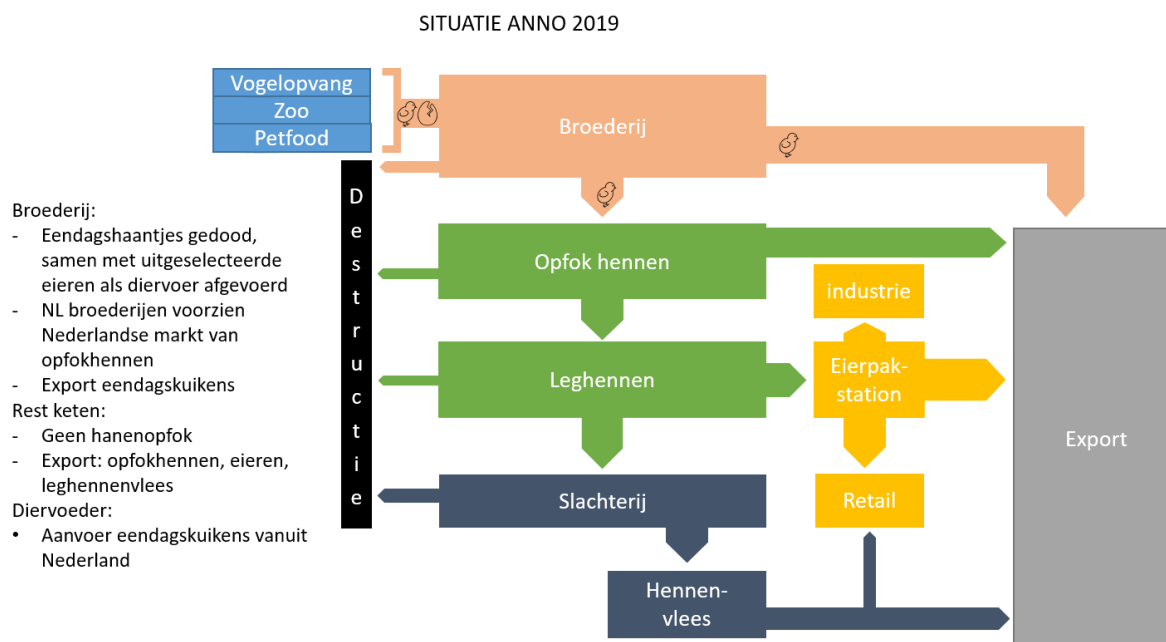 SITUATIE ANNO 2019
Vogelopvang
Zoo
Petfood
Broederij
Destructie
Broederij:
- Eendagshaantjes gedood,
samen met uitgeselecteerde
eieren als diervoer afgevoerd
- NL broederijen voorzien
Nederlandse markt van
opfokhennen
- Export eendagskuikens
Rest keten:
- Geen hanenopfok
- Export: opfokhennen, eieren,
leghennenvlees
Diervoeder:
• Aanvoer eendagskuikens vanuit
Nederland
Opfok hennen
industrie
Leghennen
Eierpak-
station
Export
Slachterij
Retail
Hennen-
vlees